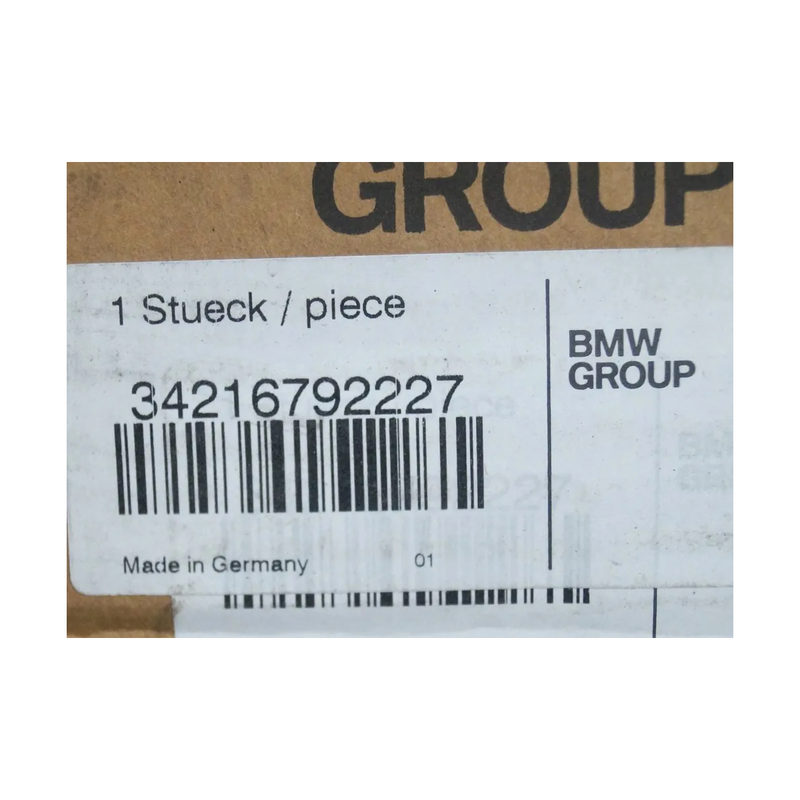 GROUP
1 Stueck / piece
BMW
GROUP
34216792227
Made in Germany
01